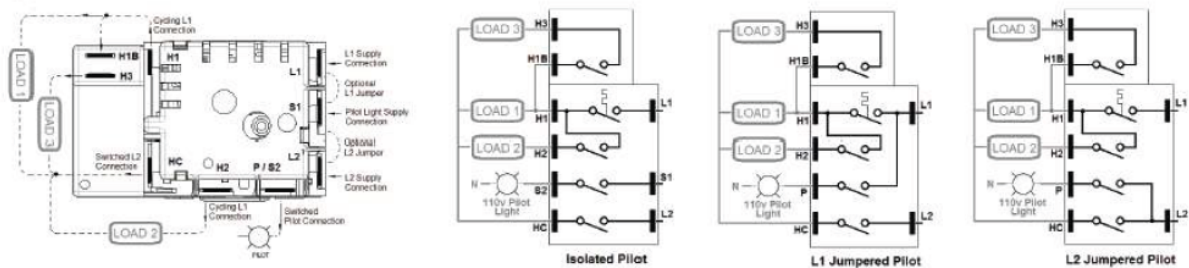 Cycling L1
Connection
LOAD 1
H1B
H3
LOAD 3
H1
L1
L1 Supply
Connection
Optional
L1 Jumper
S1
Pilot Light Supply
Connection
L2
Optional
L2 Jumper
Switched L2
Connection
HC
H2
P / S2
L2 Supply
Connection
Cycling L1
Connection
Switched
Pilot Connection
LOAD 2
PILOT
LOAD 3
H3
H1B
LOAD 1
H1
L1
LOAD 2
H2
N
S2
S1
110v Pilot
Light
HC
L2
Isolated Pilot
LOAD 3
H3
H1B
LOAD 1
H1
L1
LOAD 2
H2
N
P
110v Pilot
Light
HC
L2
L1 Jumpered Pilot
LOAD 3
H3
H1B
LOAD 1
H1
L1
LOAD 2
H2
N
P
110v Pilot
Light
HC
L2
L2 Jumpered Pilot